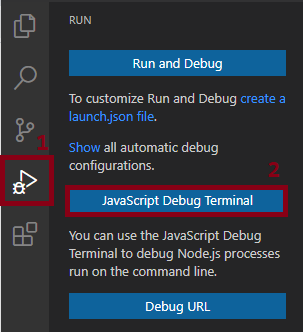 RUN
Run and Debug
To customize Run and Debug create a
launch.json file.
1
Show all automatic debug
configurations.
2
JavaScript Debug Terminal
You can use the JavaScript Debug
Terminal to debug Node.js processes
run on the command line.
Debug URL